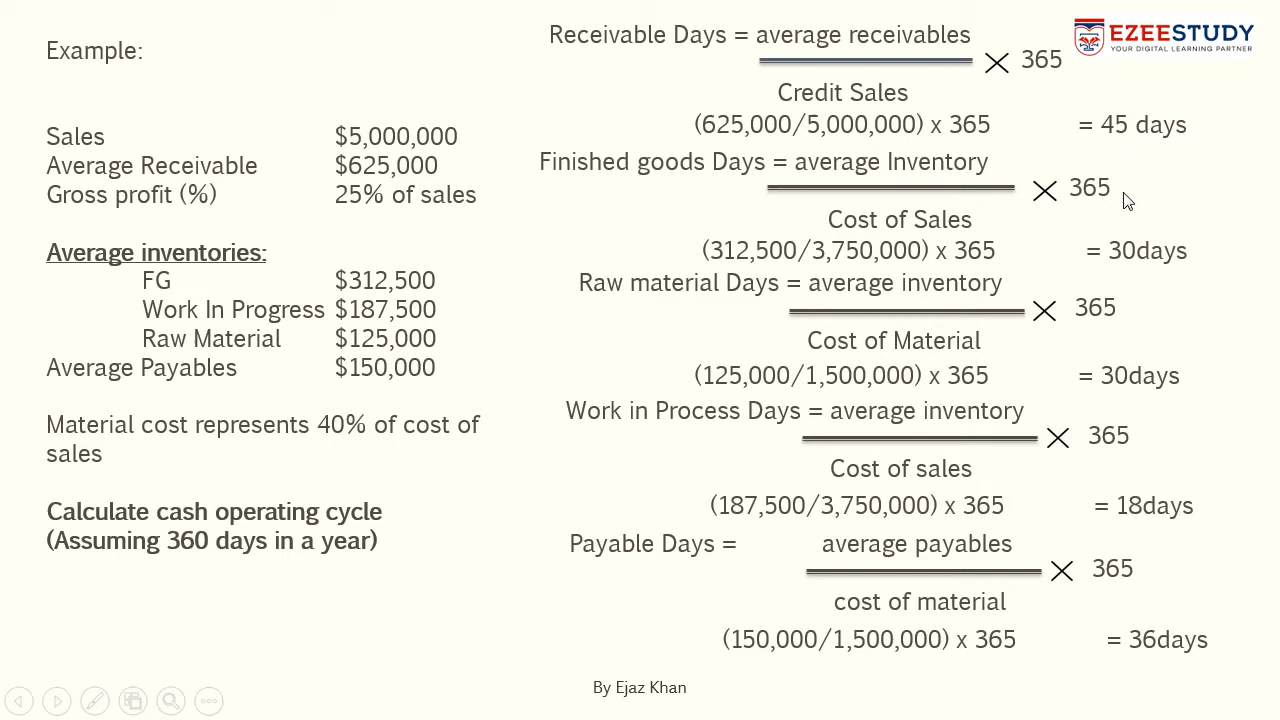 Example:
Sales $5,000,000
Average Receivable $625,000
Gross profit (%) 25% of sales
Average inventories:
FG $312,500
Work In Progress $187,500
Raw Material $125,000
Average Payables $150,000
Material cost represents 40% of cost of
sales
Calculate cash operating cycle
(Assuming 360 days in a year)
EZEESTUDY
YOUR DIGITAL LEARNING PARTNER
Receivable Days = average receivables
× 365
Credit Sales
(625,000/5,000,000) x 365 = 45 days
Finished goods Days = average Inventory
× 365
Cost of Sales
(312,500/3,750,000) x 365 = 30days
Raw material Days = average inventory
× 365
Cost of Material
(125,000/1,500,000) x 365 = 30days
Work in Process Days = average inventory
× 365
Cost of sales
(187,500/3,750,000) x 365 = 18days
Payable Days = average payables
× 365
cost of material
(150,000/1,500,000) x 365 = 36days
By Ejaz Khan